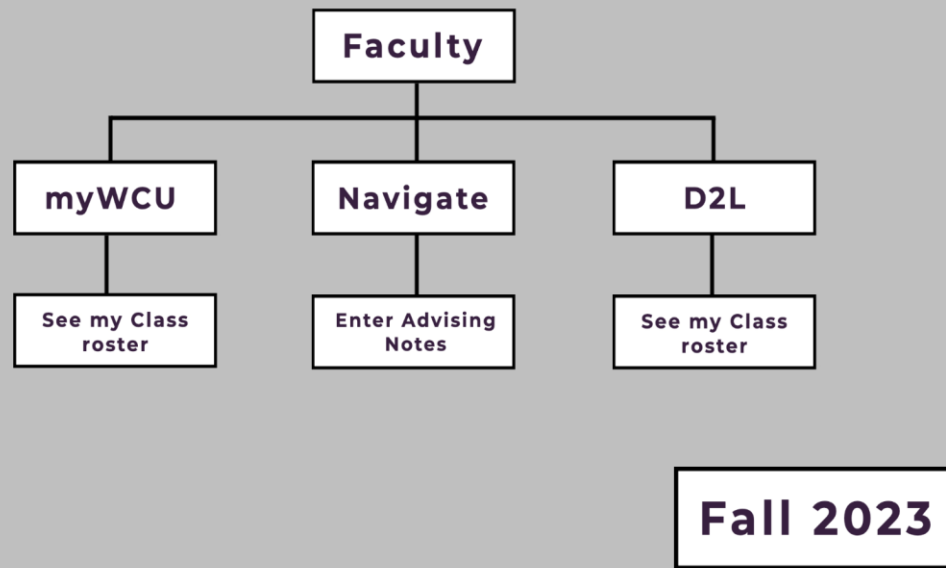 Faculty
myWCU
Navigate
D2L
See my Class
roster
Enter Advising
Notes
See my Class
roster
Fall 2023